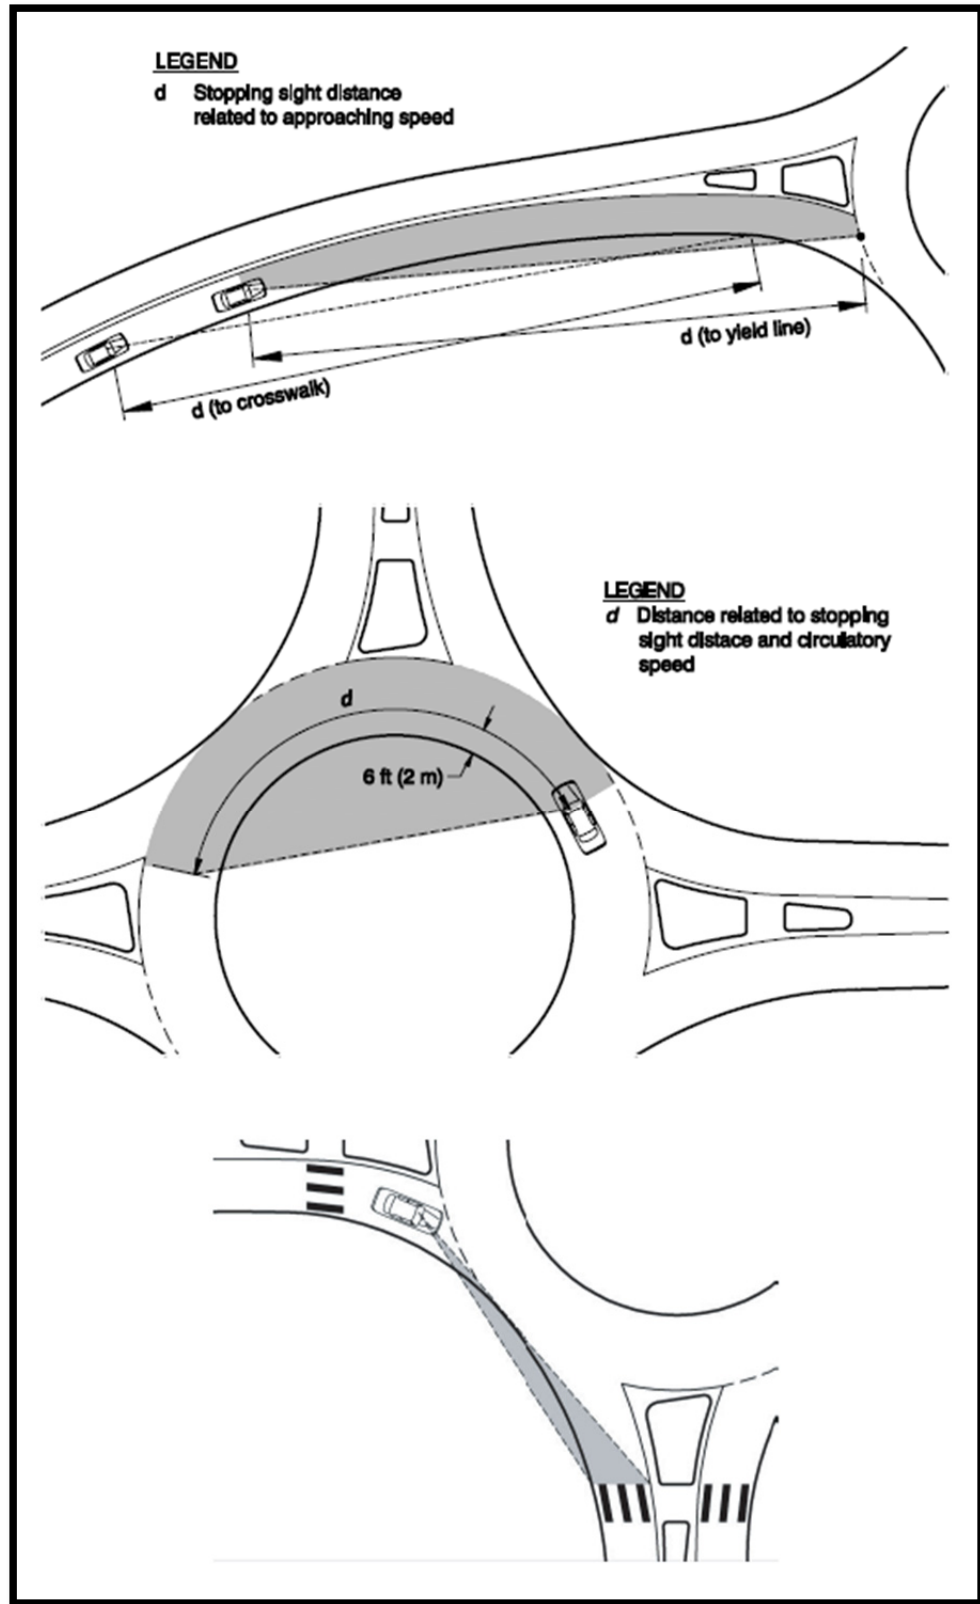 LEGEND
d Stopping sight distance
related to approaching speed
d (to yield line)
d (to crosswalk)
LEGEND
d Distance related to stopping
sight distace and circulatory
speed
d
6 ft (2 m)